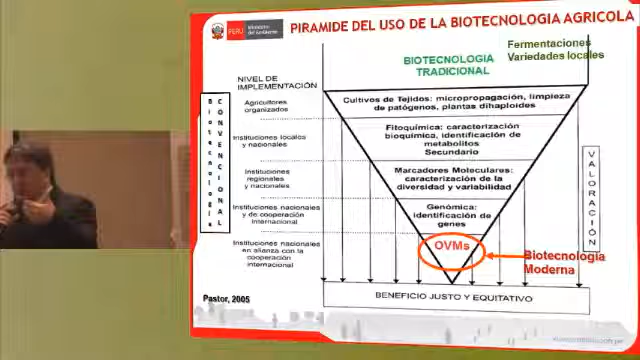 PERU
Ministerio
del Ambiente
PIRAMIDE DEL USO DE LA BIOTECNOLOGIA AGRICOLA
Fermentaciones
Variedades locales
BIOTECNOLOGIA
TRADICIONAL
NIVEL DE
IMPLEMENTACIÓN
Agricultores
organizados
Instituciones locales
y nacionales
Instituciones
regionales
y nacionales
Instituciones nacionales
y de cooperación
internacional
Instituciones nacionales
en alianza con la
cooperación
internacional
Biotecnología
CONVENCIONAL
Cultivos de Tejidos: micropropagación, limpieza
de patógenos, plantas dihaploides
Fitoquímica: caracterización
bioquímica, identificación de
metabolitos
Secundario
Marcadores Moleculares:
caracterización de la
diversidad y variabilidad
Genómica:
identificación de
genes
OVMs
VALORACIÓN
Biotecnología
Moderna
Pastor, 2005
BENEFICIO JUSTO Y EQUITATIVO